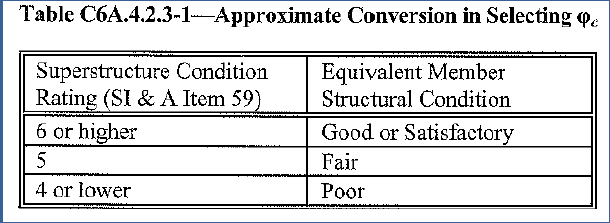 Table C6A.4.2.3-1—Approximate Conversion in Selecting φc
Superstructure Condition
Rating (SI & A Item 59)
Equivalent Member
Structural Condition
6 or higher
Good or Satisfactory
5
Fair
4 or lower
Poor